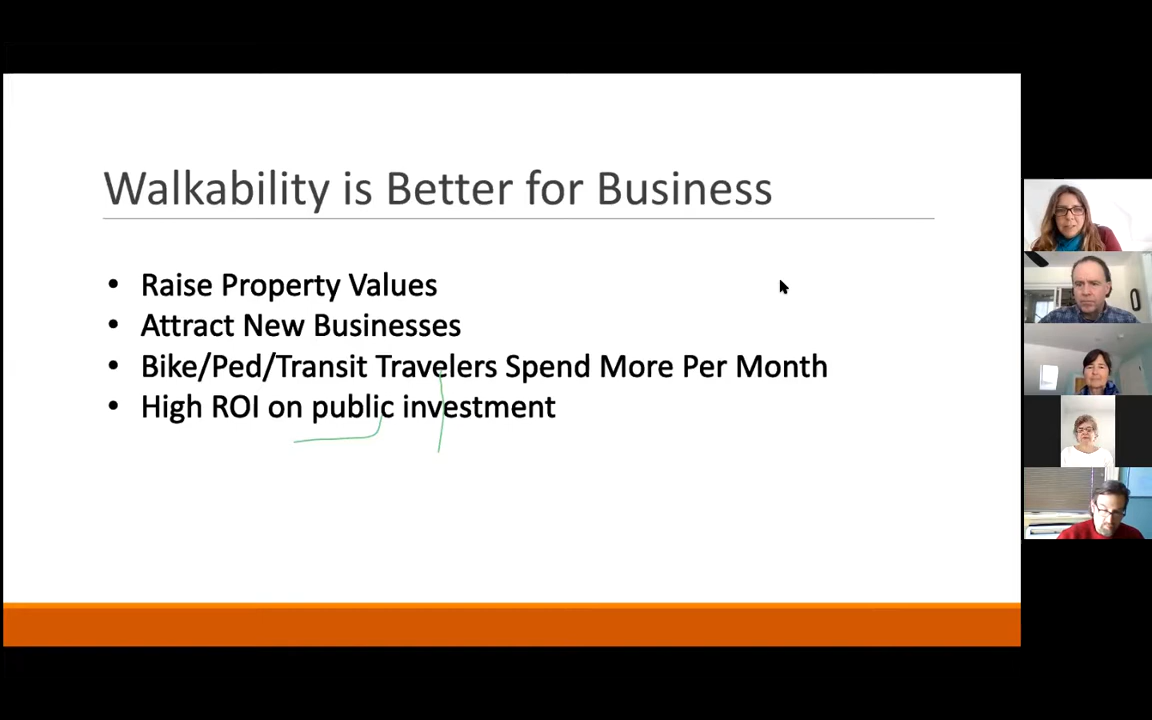 Walkability is Better for Business
• Raise Property Values
• Attract New Businesses
• Bike/Ped/Transit Travelers Spend More Per Month
• High ROI on public investment